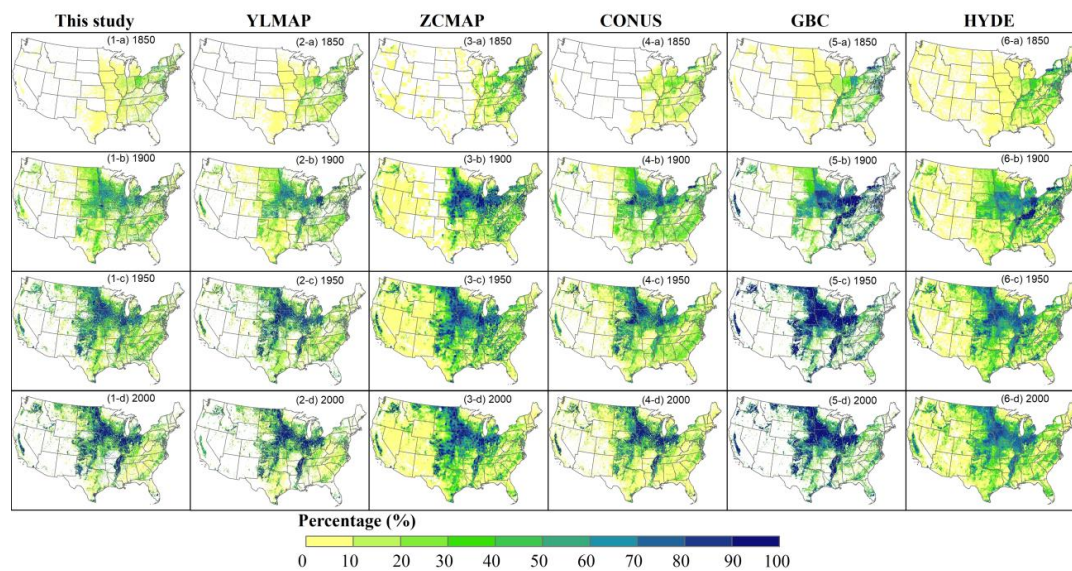 This study YLMAP ZCMAP CONUS GBC HYDE
(1-a) 1850 (2-a) 1850 (3-a) 1850 (4-a) 1850 (5-a) 1850 (6-a) 1850
(1-b) 1900 (2-b) 1900 (3-b) 1900 (4-b) 1900 (5-b) 1900 (6-b) 1900
(1-c) 1950 (2-c) 1950 (3-c) 1950 (4-c) 1950 (5-c) 1950 (6-c) 1950
(1-d) 2000 (2-d) 2000 (3-d) 2000 (4-d) 2000 (5-d) 2000 (6-d) 2000
Percentage (%)
0 10 20 30 40 50 60 70 80 90 100